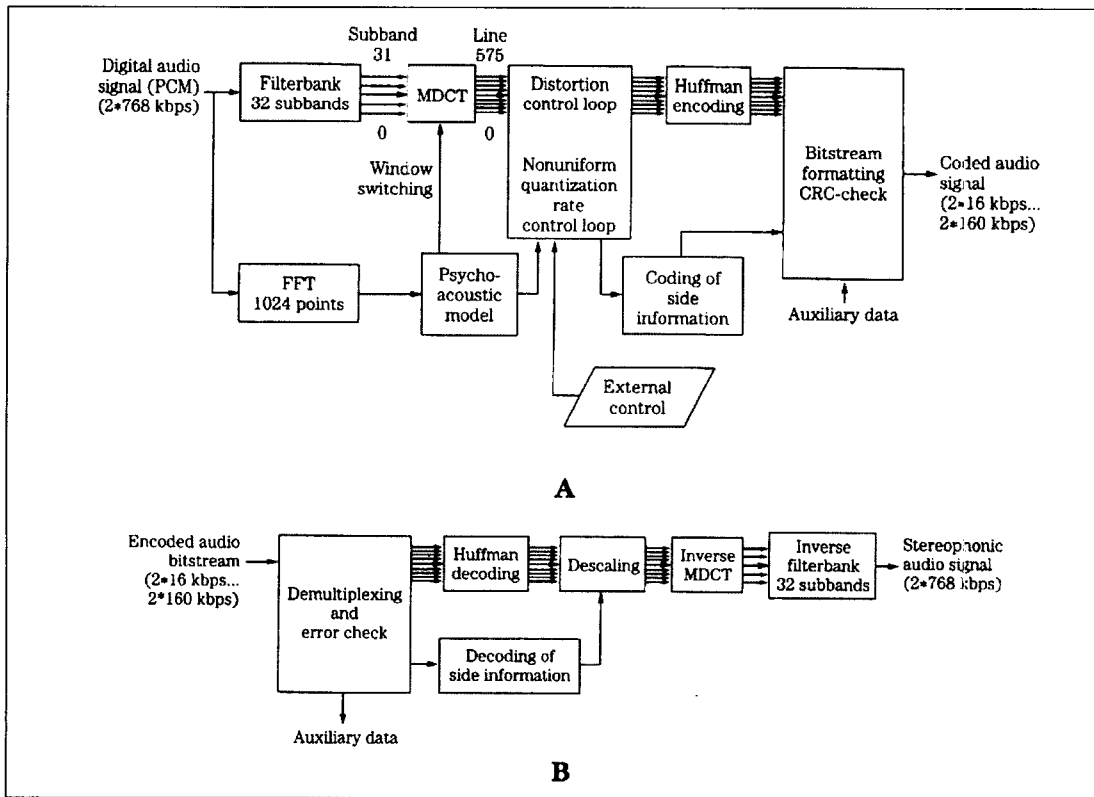 Subband
31
Line
575
Digital audio
signal (PCM)
(2*768 kbps)
Filterbank
32 subbands
0
MDCT
0
Distortion
control loop
Nonuniform
quantization
rate
control loop
Huffman
encoding
Bitstream
formatting
CRC-check
Coded audio
signal
(2*16 kbps...
2*160 kbps)
Window
switching
FFT
1024 points
Psycho-
acoustic
model
Coding of
side
information
Auxiliary data
External
control
A
Encoded audio
bitstream
(2*16 kbps...
2*160 kbps)
Demultiplexing
and
error check
Huffman
decoding
Descaling
Inverse
MDCT
Inverse
filterbank
32 subbands
Stereophonic
audio signal
(2*768 kbps)
Decoding of
side information
Auxiliary data
B